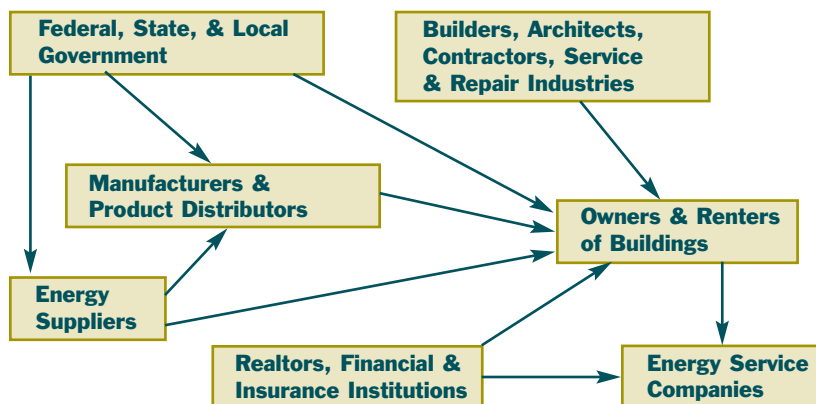 Federal, State, & Local
Government
Builders, Architects,
Contractors, Service
& Repair Industries
Manufacturers &
Product Distributors
Owners & Renters
of Buildings
Energy
Suppliers
Realtors, Financial &
Insurance Institutions
Energy Service
Companies